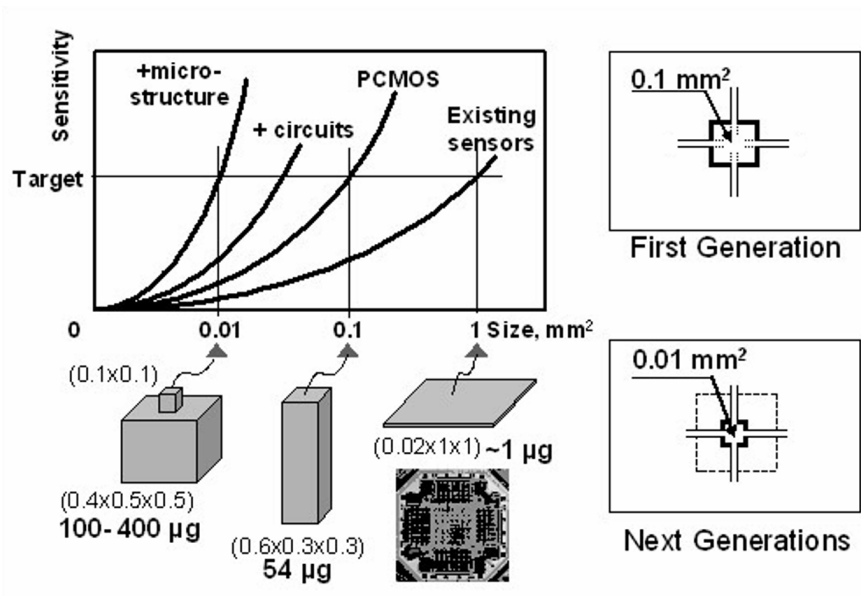 Sensitivity
+micro-
structure
+ circuits
PCMOS
Existing
sensors
Target
0
0.01
0.1
1 Size, mm²
(0.1x0.1)
(0.4x0.5x0.5)
100-400 µg
(0.6x0.3x0.3)
54 µg
(0.02x1x1) ~1 µg
0.1 mm²
First Generation
0.01 mm²
Next Generations